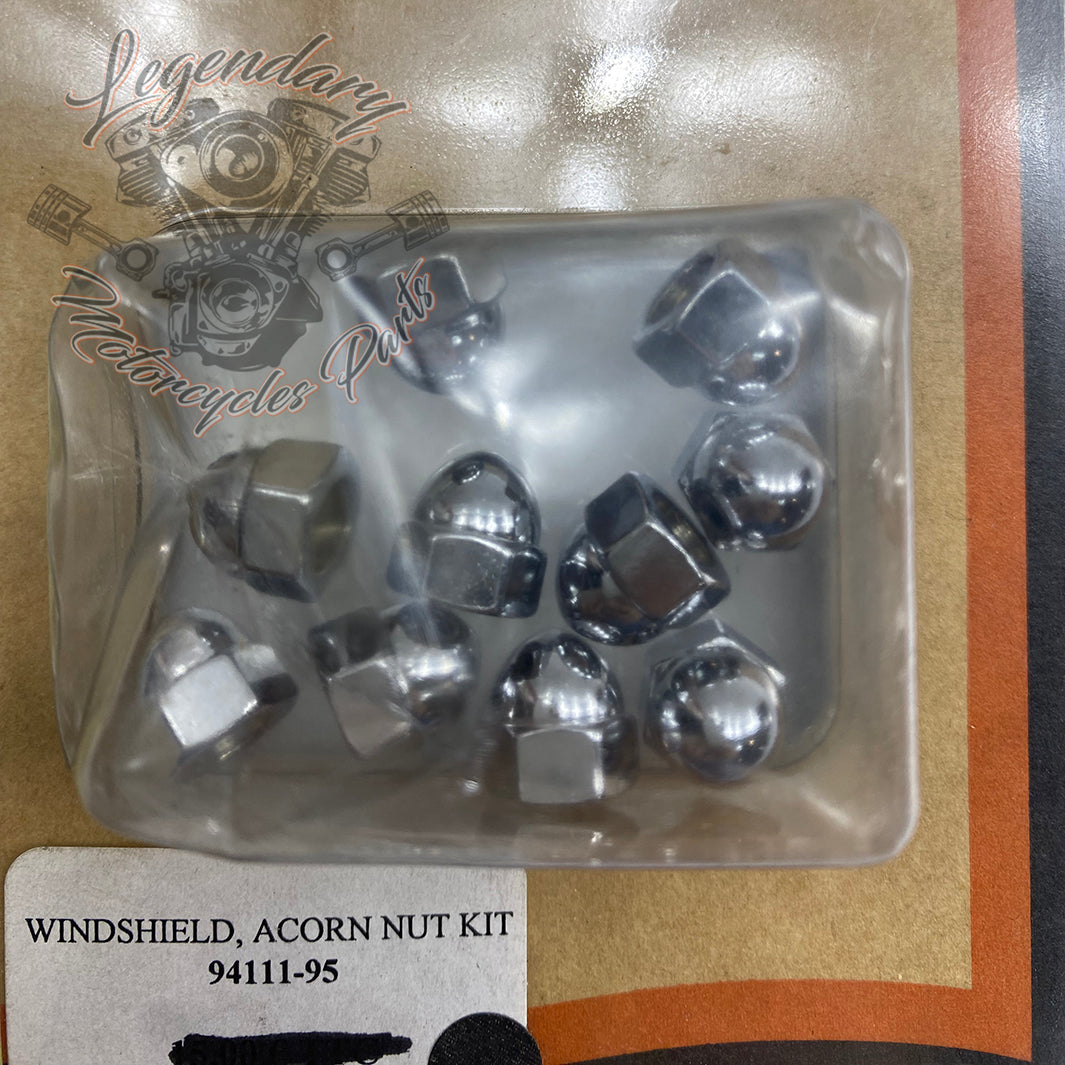 Legendary
Motorcycles Parts
WINDSHIELD, ACORN NUT KIT
94111-95